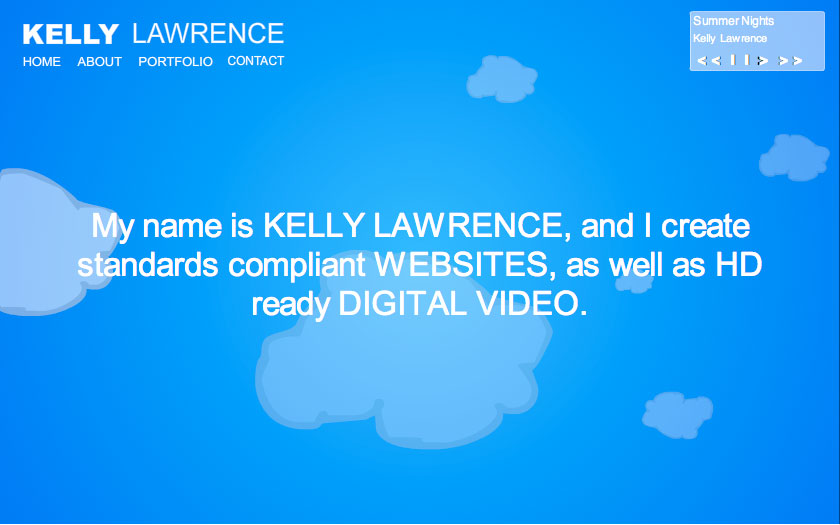 KELLY LAWRENCE
HOME ABOUT PORTFOLIO CONTACT
Summer Nights
Kelly Lawrence
<< || > >>
My name is KELLY LAWRENCE, and I create
standards compliant WEBSITES, as well as HD
ready DIGITAL VIDEO.